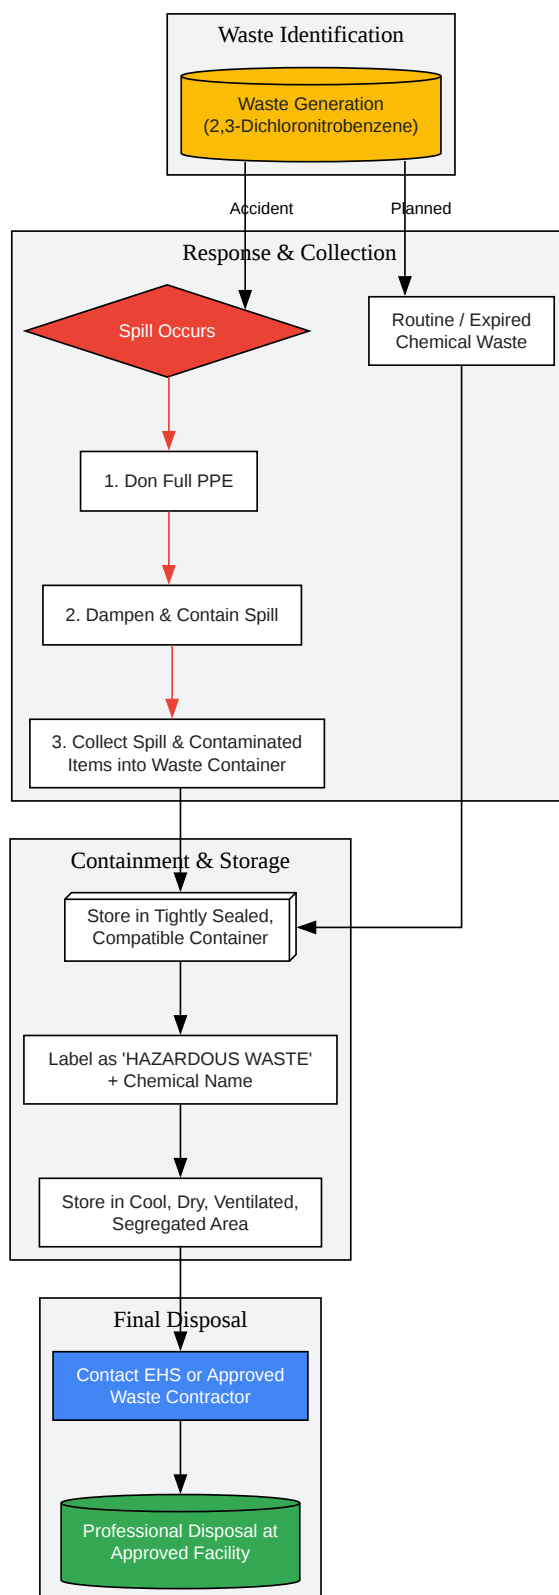 Waste Identification
Waste Generation
(2,3-Dichloronitrobenzene)
Accident
Planned
Response & Collection
Spill Occurs
Routine / Expired
Chemical Waste
1. Don Full PPE
2. Dampen & Contain Spill
3. Collect Spill & Contaminated
Items into Waste Container
Containment & Storage
Store in Tightly Sealed,
Compatible Container
Label as 'HAZARDOUS WASTE'
+ Chemical Name
Store in Cool, Dry, Ventilated,
Segregated Area
Final Disposal
Contact EHS or Approved
Waste Contractor
Professional Disposal at
Approved Facility